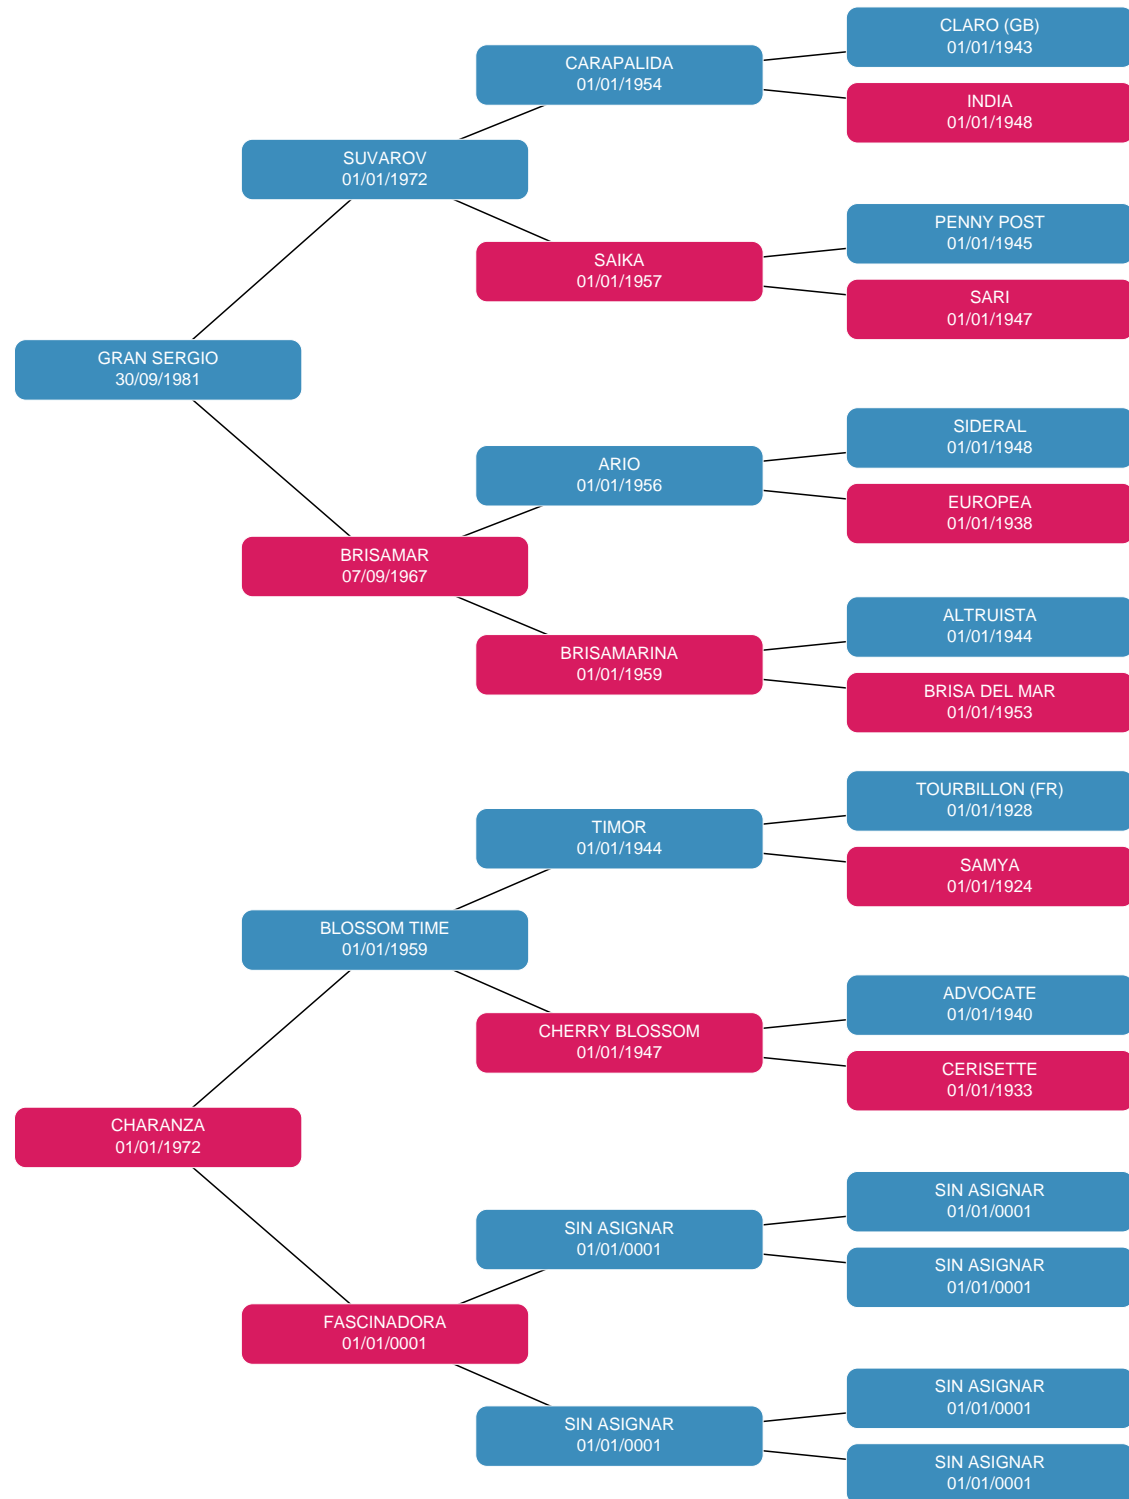 CLARO (GB)
01/01/1943
CARAPALIDA
01/01/1954
INDIA
01/01/1948
SUVAROV
01/01/1972
PENNY POST
01/01/1945
SAIKA
01/01/1957
SARI
01/01/1947
GRAN SERGIO
30/09/1981
SIDERAL
01/01/1948
ARIO
01/01/1956
EUROPEA
01/01/1938
BRISAMAR
07/09/1967
ALTRUISTA
01/01/1944
BRISAMARINA
01/01/1959
BRISA DEL MAR
01/01/1953
TOURBILLON (FR)
01/01/1928
TIMOR
01/01/1944
SAMYA
01/01/1924
BLOSSOM TIME
01/01/1959
ADVOCATE
01/01/1940
CHERRY BLOSSOM
01/01/1947
CERISETTE
01/01/1933
CHARANZA
01/01/1972
SIN ASIGNAR
01/01/0001
SIN ASIGNAR
01/01/0001
SIN ASIGNAR
01/01/0001
FASCINADORA
01/01/0001
SIN ASIGNAR
01/01/0001
SIN ASIGNAR
01/01/0001
SIN ASIGNAR
01/01/0001